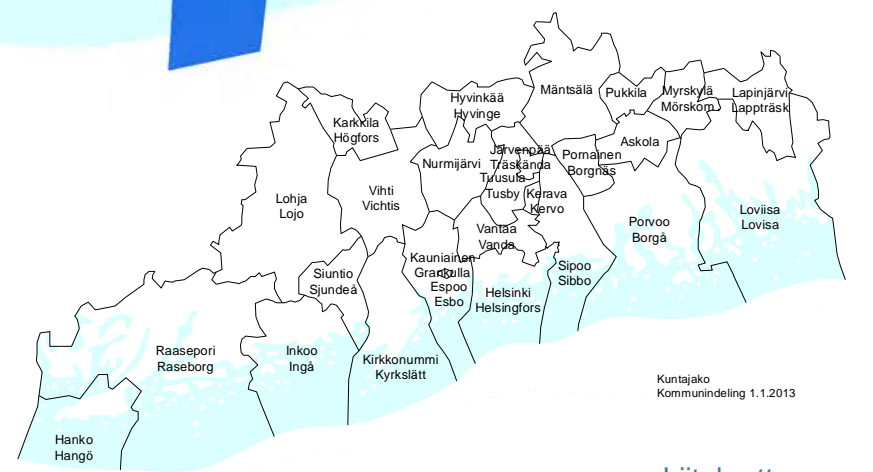 Hyvinkää
Hyvinge
Mäntsälä
Pukkila
Myrskylä
Mörskom
Lapinjärvi
Lappträsk
Karkkila
Högfors
Nurmijärvi
Järvenpää
Träskända
Tuusula
Tusby
Pornainen
Borgnäs
Askola
Lohja
Lojo
Vihti
Vichtis
Kerava
Kervo
Vantaa
Vanda
Porvoo
Borgå
Loviisa
Lovisa
Siuntio
Sjundeå
Kauniainen
Grankulla
Espoo
Esbo
Helsinki
Helsingfors
Sipoo
Sibbo
Raasepori
Raseborg
Inkoo
Ingå
Kirkkonummi
Kyrkslätt
Hanko
Hangö
Kuntajako
Kommunindeling 1.1.2013